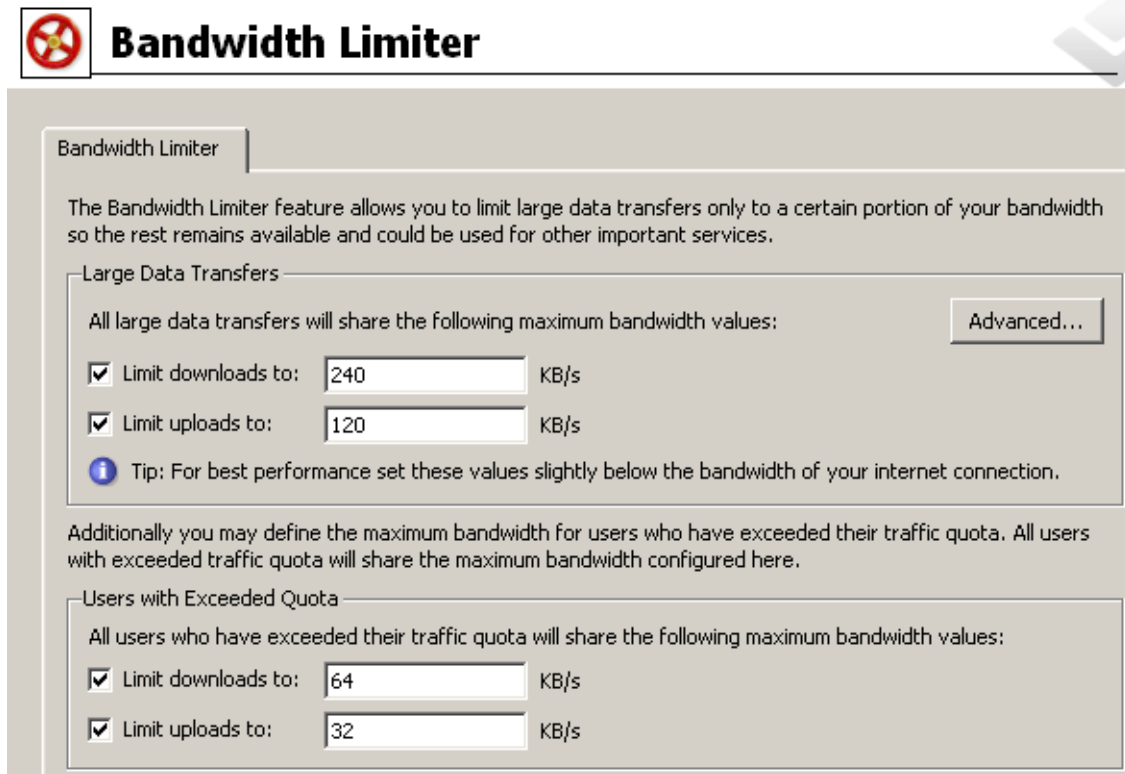 Bandwidth Limiter
Bandwidth Limiter
The Bandwidth Limiter feature allows you to limit large data transfers only to a certain portion of your bandwidth
so the rest remains available and could be used for other important services.
Large Data Transfers
All large data transfers will share the following maximum bandwidth values:
Advanced...
Limit downloads to: 240 KB/s
Limit uploads to: 120 KB/s
Tip: For best performance set these values slightly below the bandwidth of your internet connection.
Additionally you may define the maximum bandwidth for users who have exceeded their traffic quota. All users
with exceeded traffic quota will share the maximum bandwidth configured here.
Users with Exceeded Quota
All users who have exceeded their traffic quota will share the following maximum bandwidth values:
Limit downloads to: 64 KB/s
Limit uploads to: 32 KB/s